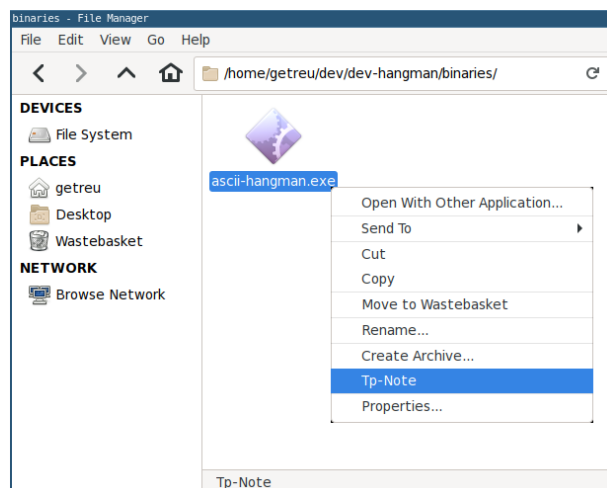 binaries - File Manager
File Edit View Go Help
/home/getreu/dev/dev-hangman/binaries/
DEVICES
File System
PLACES
getreu
Desktop
Wastebasket
NETWORK
Browse Network
ascii-hangman.exe
Open With Other Application...
Send To
Cut
Copy
Move to Wastebasket
Rename...
Create Archive...
Tp-Note
Properties...
Tp-Note